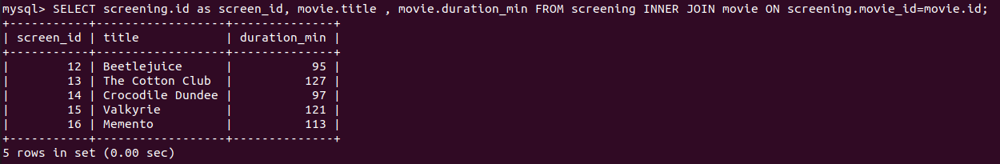 mysql> SELECT screening.id as screen_id, movie.title , movie.duration_min FROM screening INNER JOIN movie ON screening.movie_id=movie.id;
+-----------+------------------+--------------+
| screen_id | title            | duration_min |
+-----------+------------------+--------------+
|        12 | Beetlejuice      |           95 |
|        13 | The Cotton Club  |          127 |
|        14 | Crocodile Dundee |           97 |
|        15 | Valkyrie         |          121 |
|        16 | Memento          |          113 |
+-----------+------------------+--------------+
5 rows in set (0.00 sec)